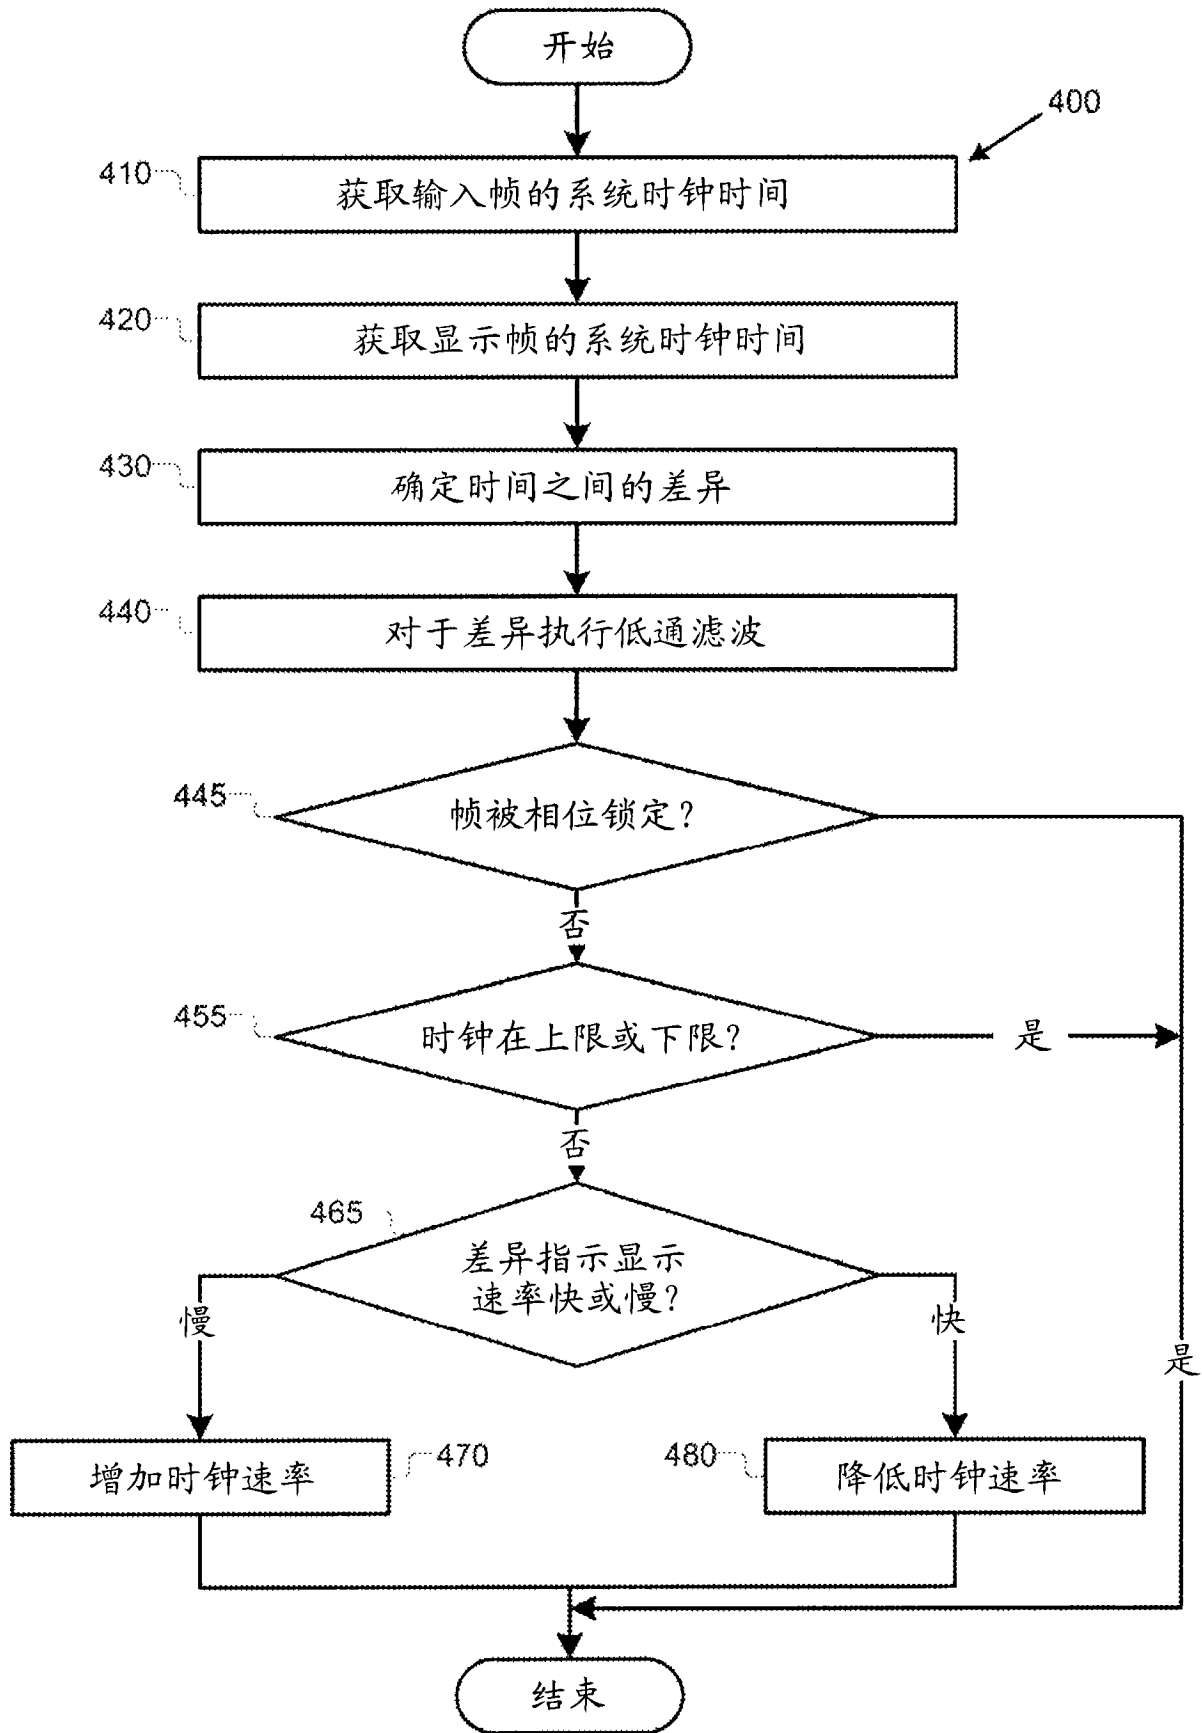 开始
400
410
获取输入帧的系统时钟时间
420
获取显示帧的系统时钟时间
430
确定时间之间的差异
440
对于差异执行低通滤波
445
帧被相位锁定?
否
455
时钟在上限或下限?
是
否
465
差异指示显示
速率快或慢?
慢
快
是
增加时钟速率
470
480
降低时钟速率
结束